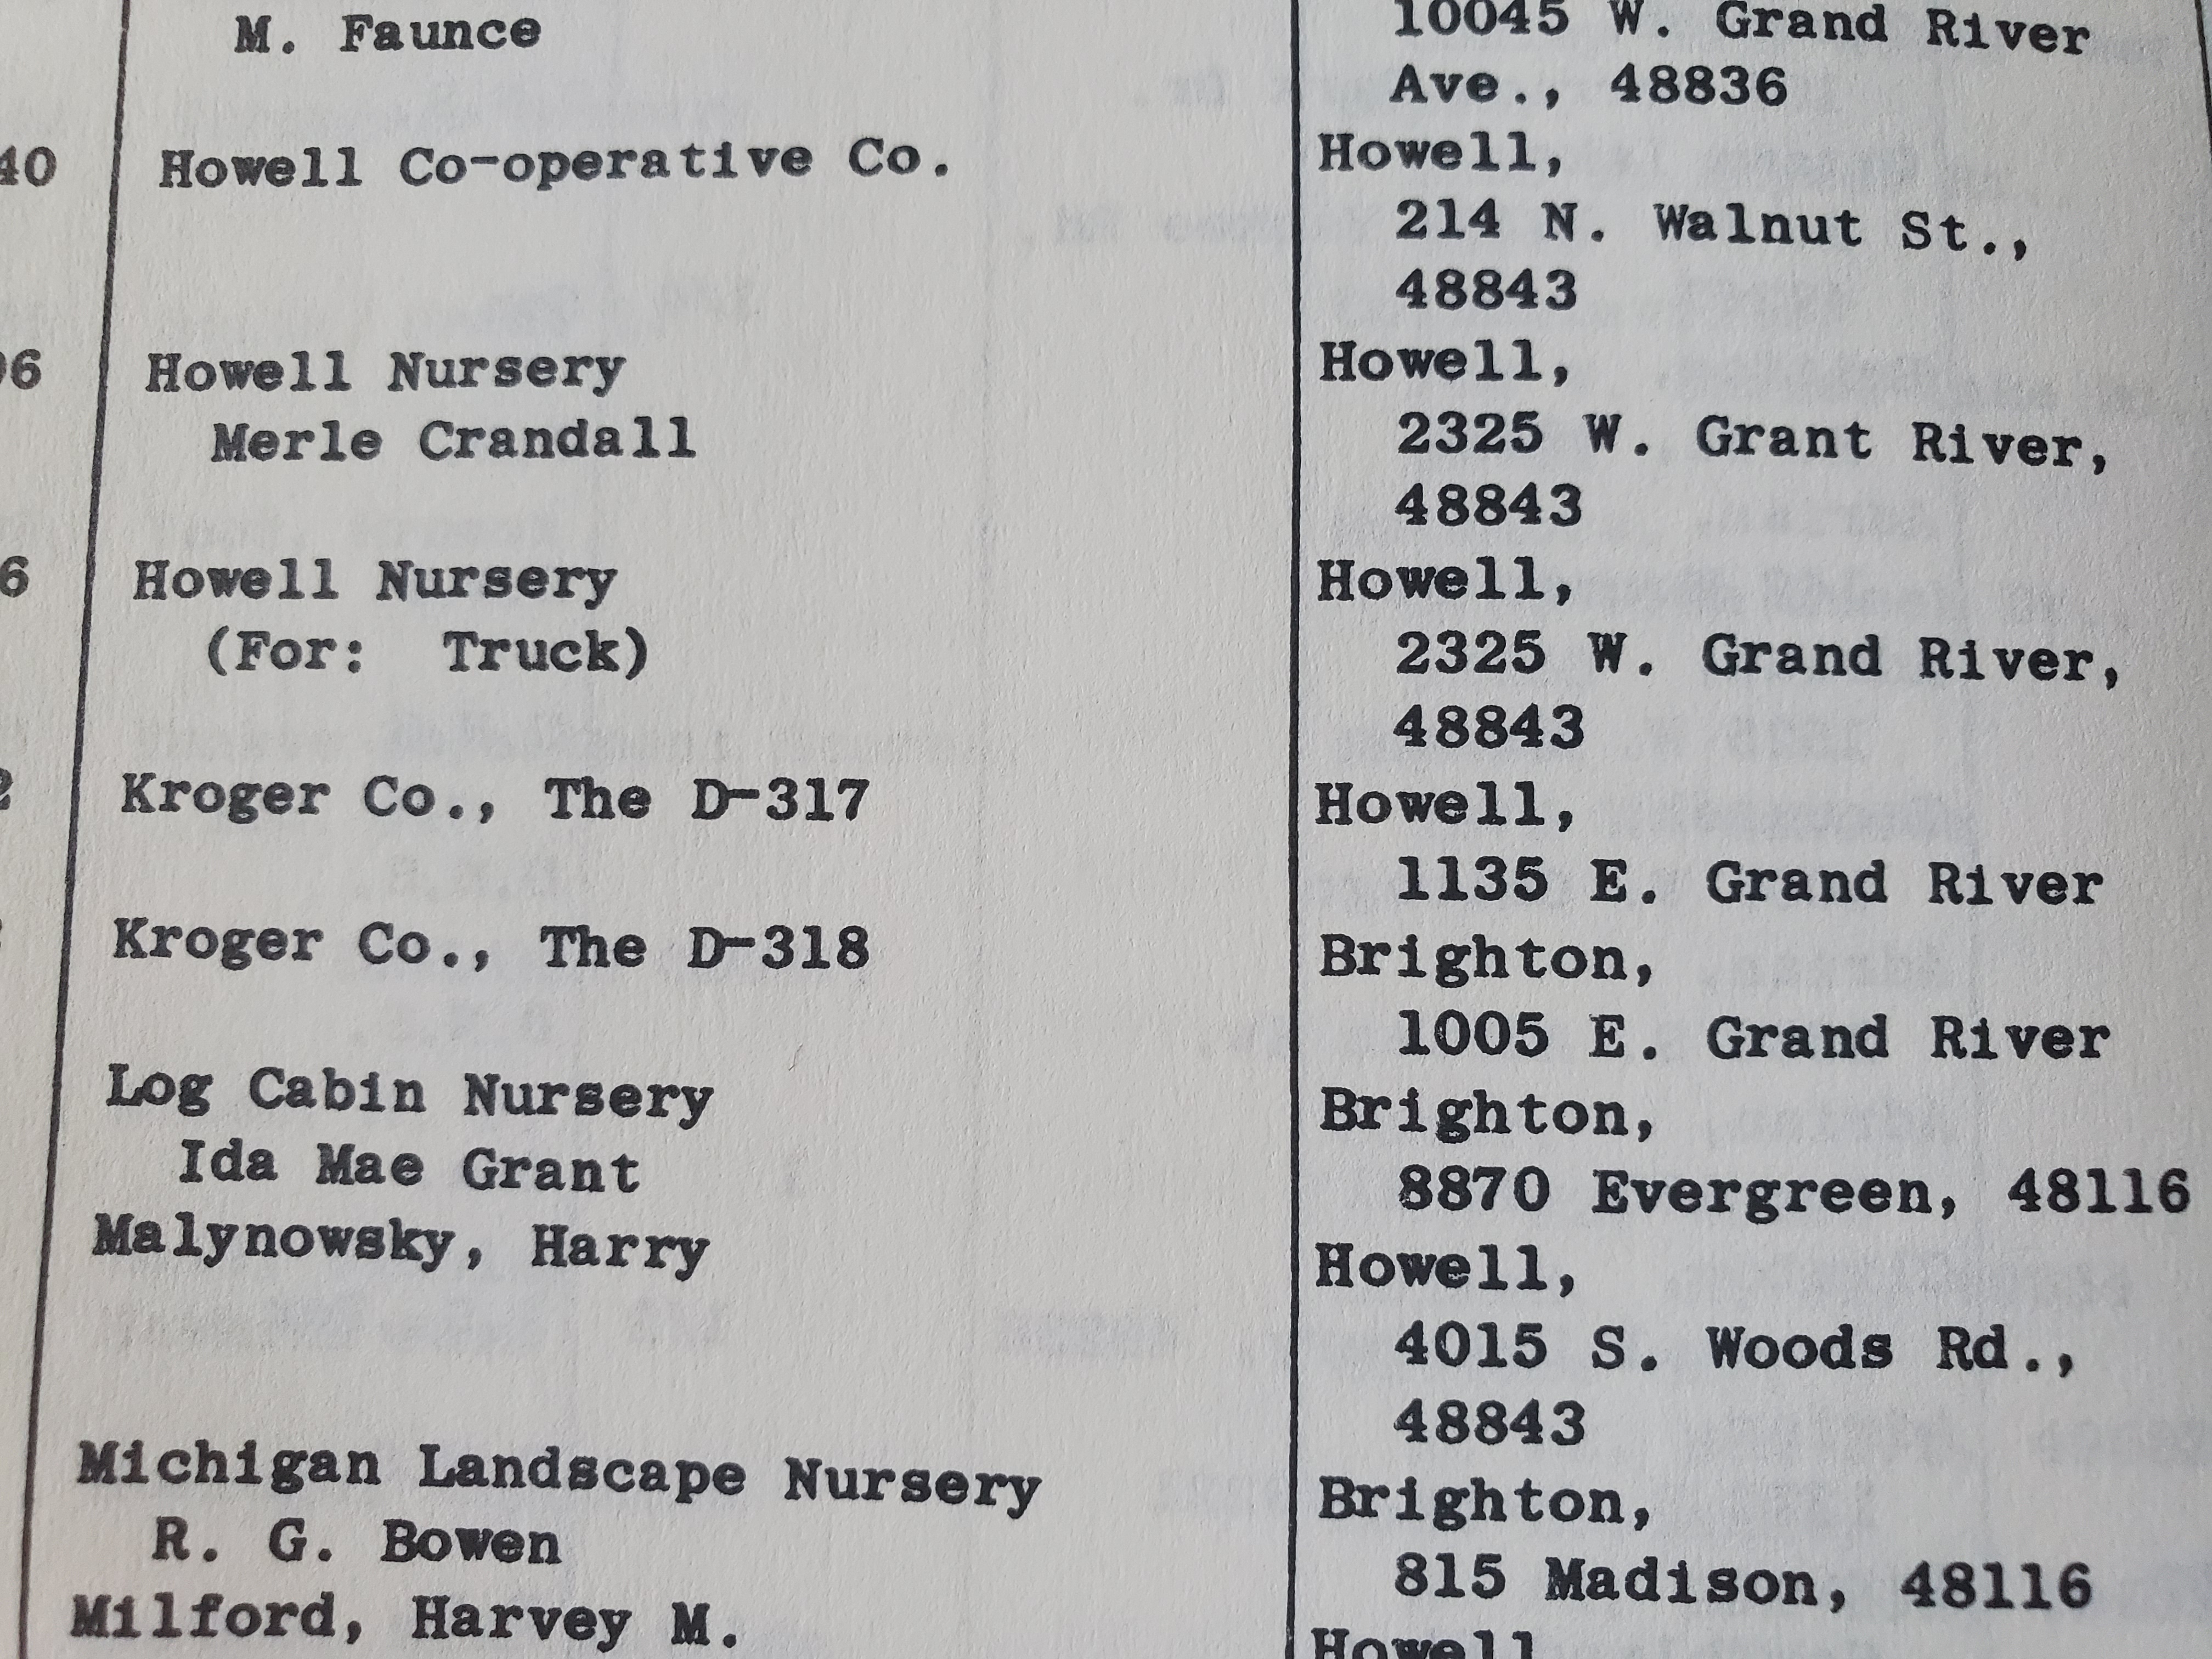 M. Faunce
10045 W. Grand River
Ave., 48836
40 Howell Co-operative Co. Howell,
214 N. Walnut St.,
48843
6 Howell Nursery Howell,
Merle Crandall 2325 W. Grant River,
48843
6 Howell Nursery Howell,
(For: Truck) 2325 W. Grand River,
48843
Kroger Co., The D-317 Howell,
1135 E. Grand River
Kroger Co., The D-318 Brighton,
1005 E. Grand River
Log Cabin Nursery Brighton,
Ida Mae Grant 8870 Evergreen, 48116
Malynowsky, Harry Howell,
4015 S. Woods Rd.,
48843
Michigan Landscape Nursery Brighton,
R. G. Bowen 815 Madison, 48116
Milford, Harvey M. Howell